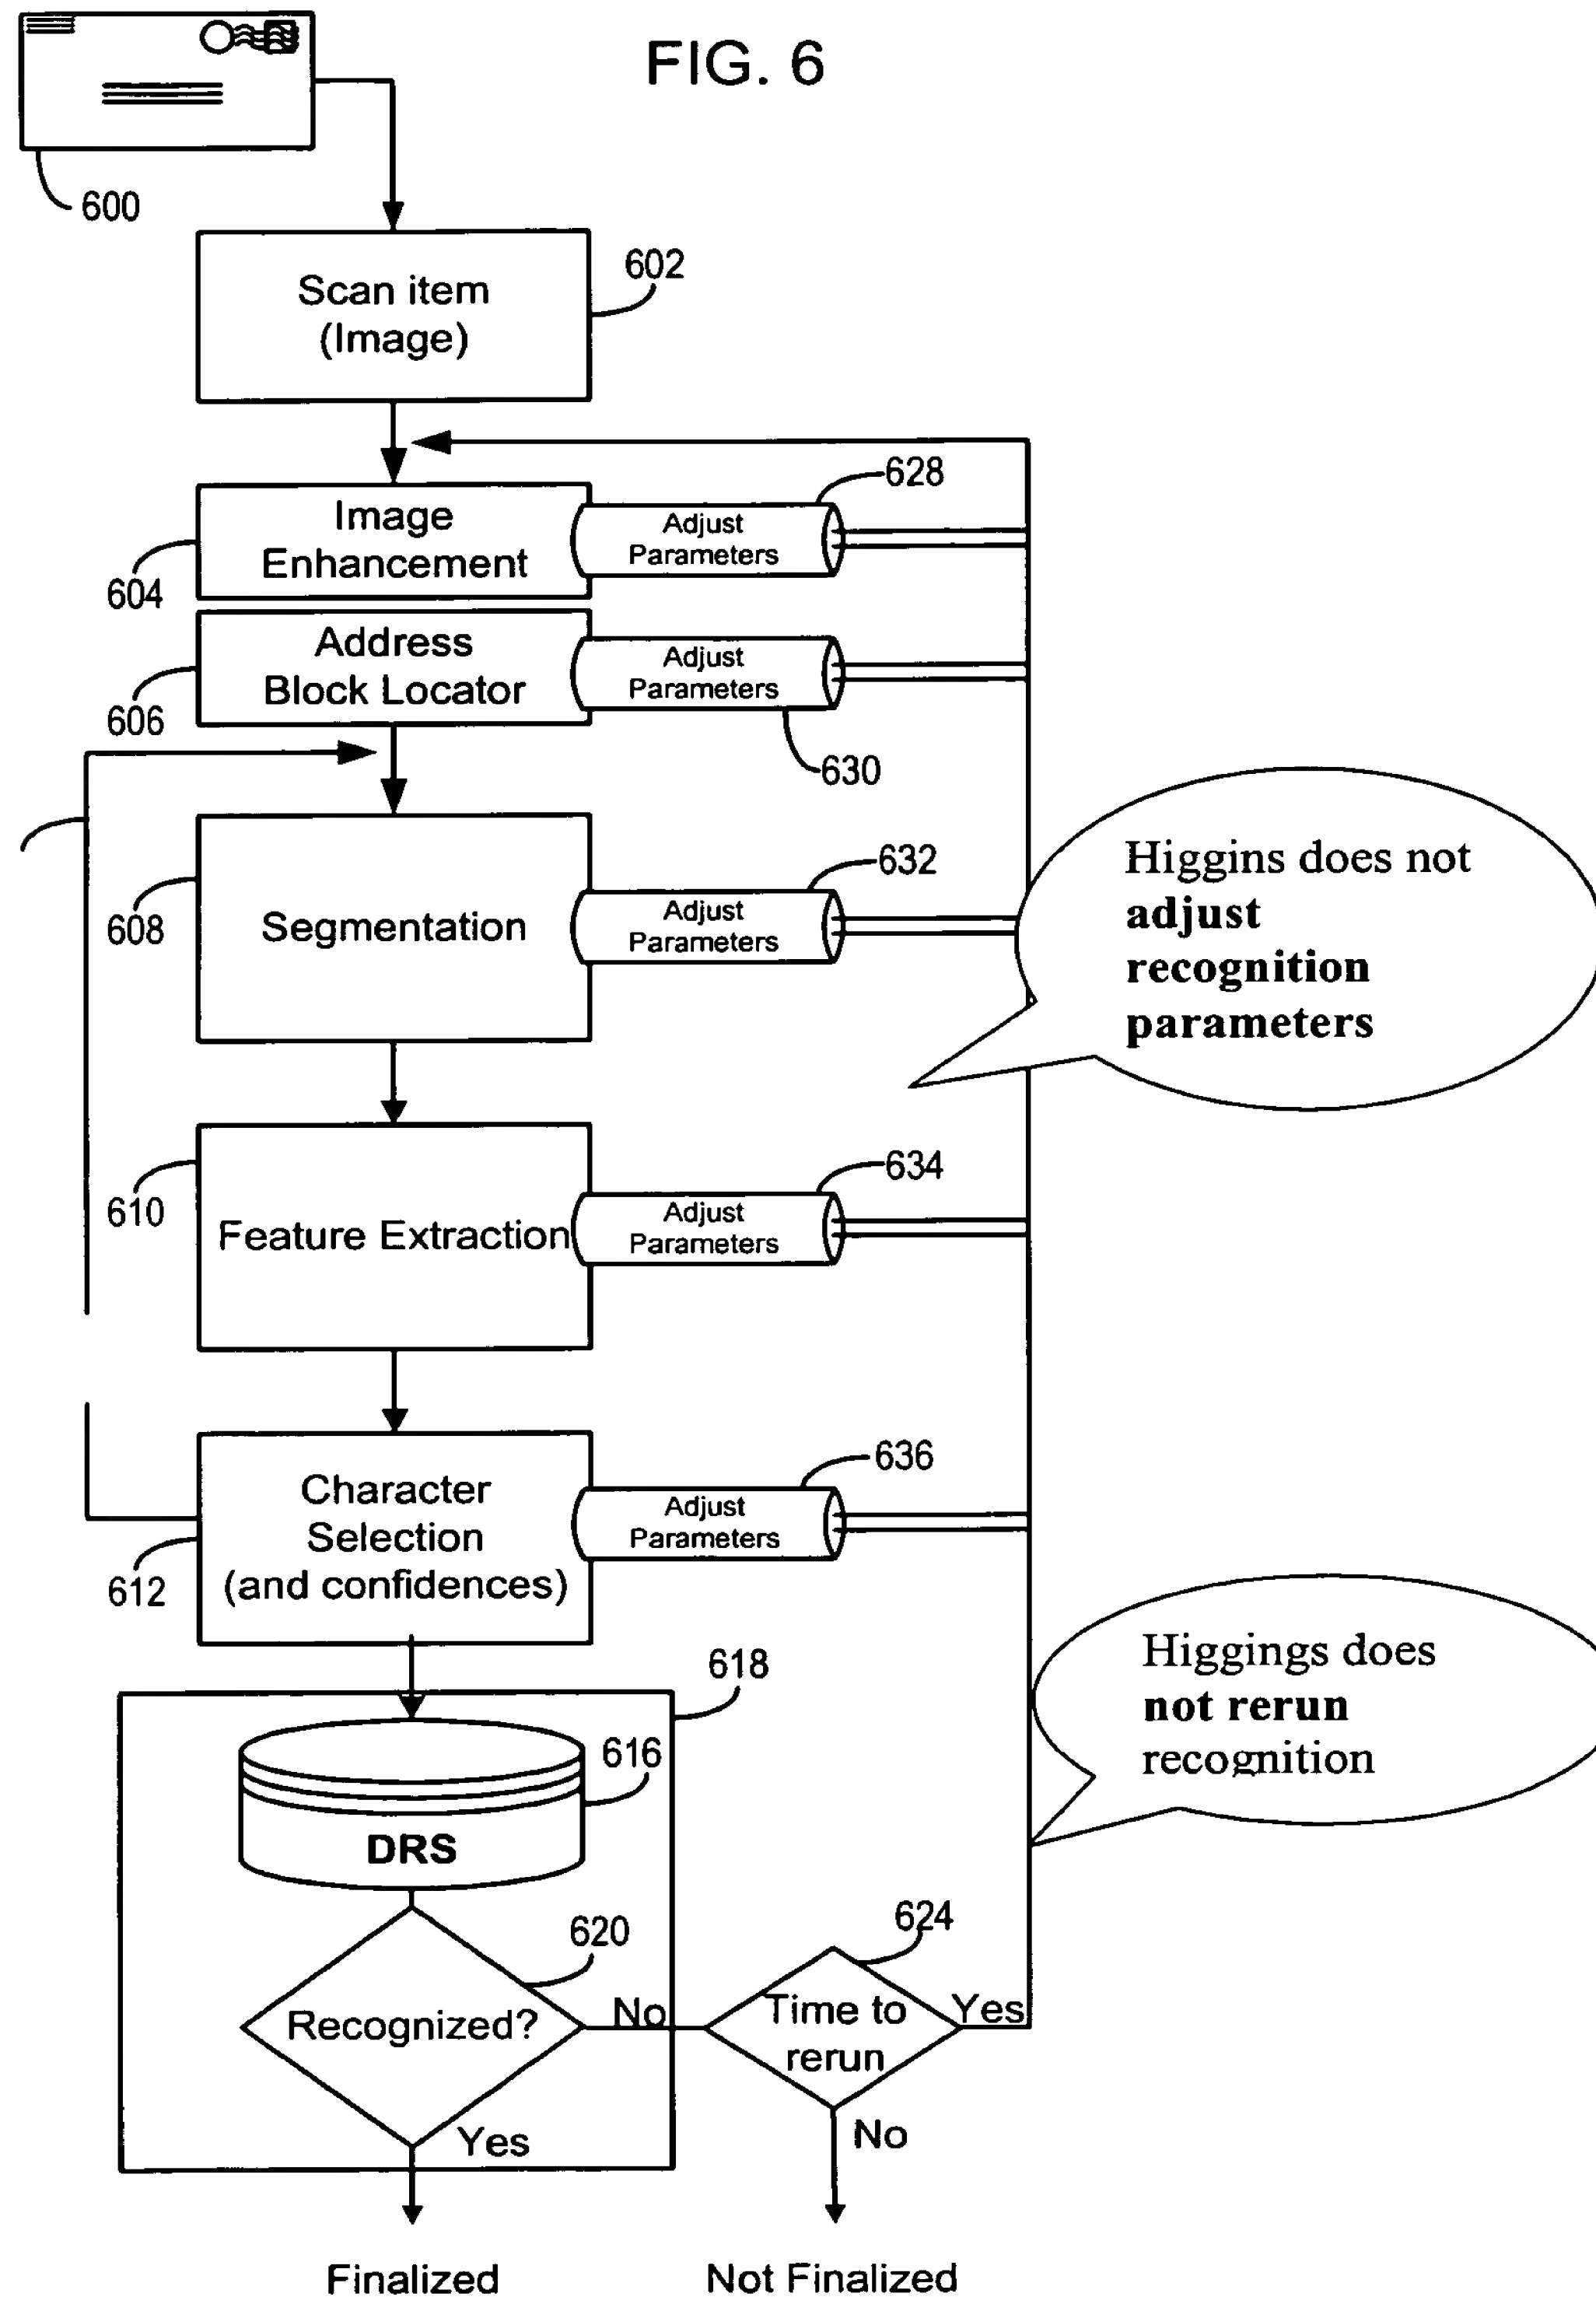 FIG. 6
600
Scan item
(Image)
602
628
Image
Enhancement
Adjust
Parameters
604
Address
Block Locator
Adjust
Parameters
606
630
Higgins does not
adjust
recognition
parameters
632
Segmentation
Adjust
Parameters
608
634
Feature Extraction
Adjust
Parameters
610
636
Character
Selection
(and confidences)
Adjust
Parameters
612
Higgings does
not rerun
recognition
618
616
DRS
620
624
Recognized?
No
Time to
rerun
Yes
Yes
No
Finalized
Not Finalized